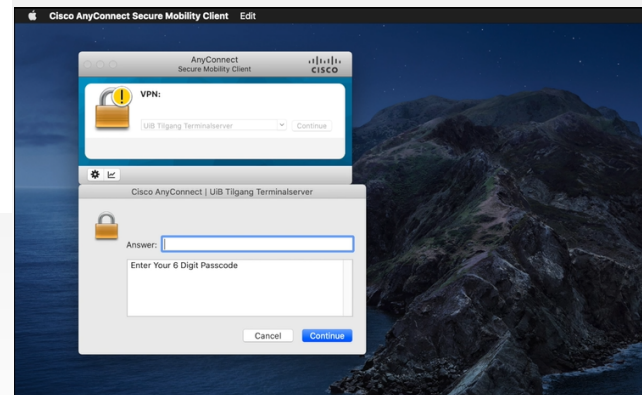 Cisco AnyConnect Secure Mobility Client Edit
AnyConnect
Secure Mobility Client
CISCO
VPN:
UiB Tilgang Terminalserver
Continue
Cisco AnyConnect | UiB Tilgang Terminalserver
Answer:
Enter Your 6 Digit Passcode
Cancel
Continue